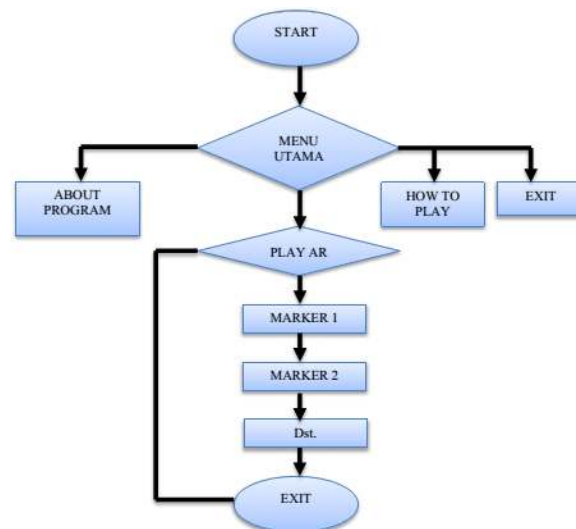 START
MENU
UTAMA
ABOUT
PROGRAM
HOW TO
PLAY
EXIT
PLAY AR
MARKER 1
MARKER 2
Dst.
EXIT